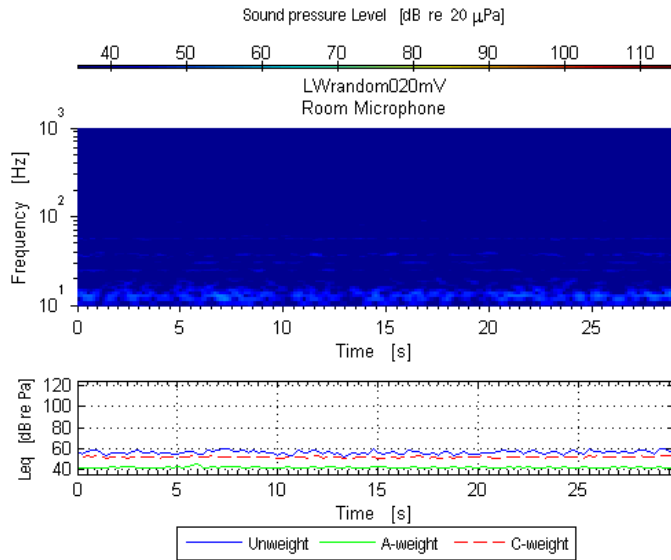 Sound pressure Level [dB re 20 μPa]
40 50 60 70 80 90 100 110
LWrandom020mV
Room Microphone
10³
10²
10¹
Frequency [Hz]
0 5 10 15 20 25
Time [s]
120
100
80
60
40
Leq [dB re Pa]
0 5 10 15 20 25
Time [s]
Unweight A-weight C-weight